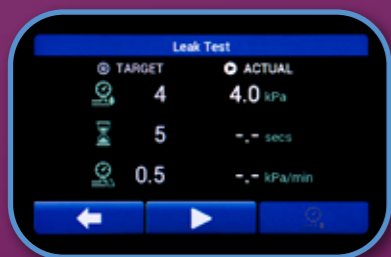 Leak Test
TARGET ACTUAL
4 4.0 kPa
5 -.- secs
0.5 -.- kPa/min